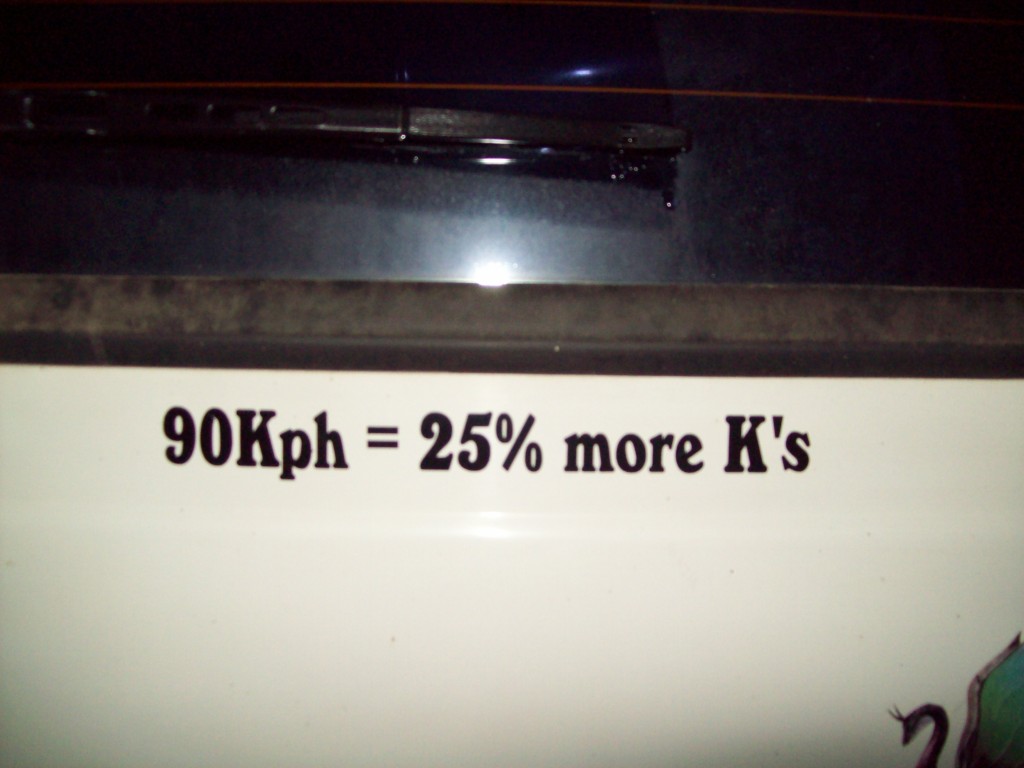 90Kph = 25% more K's